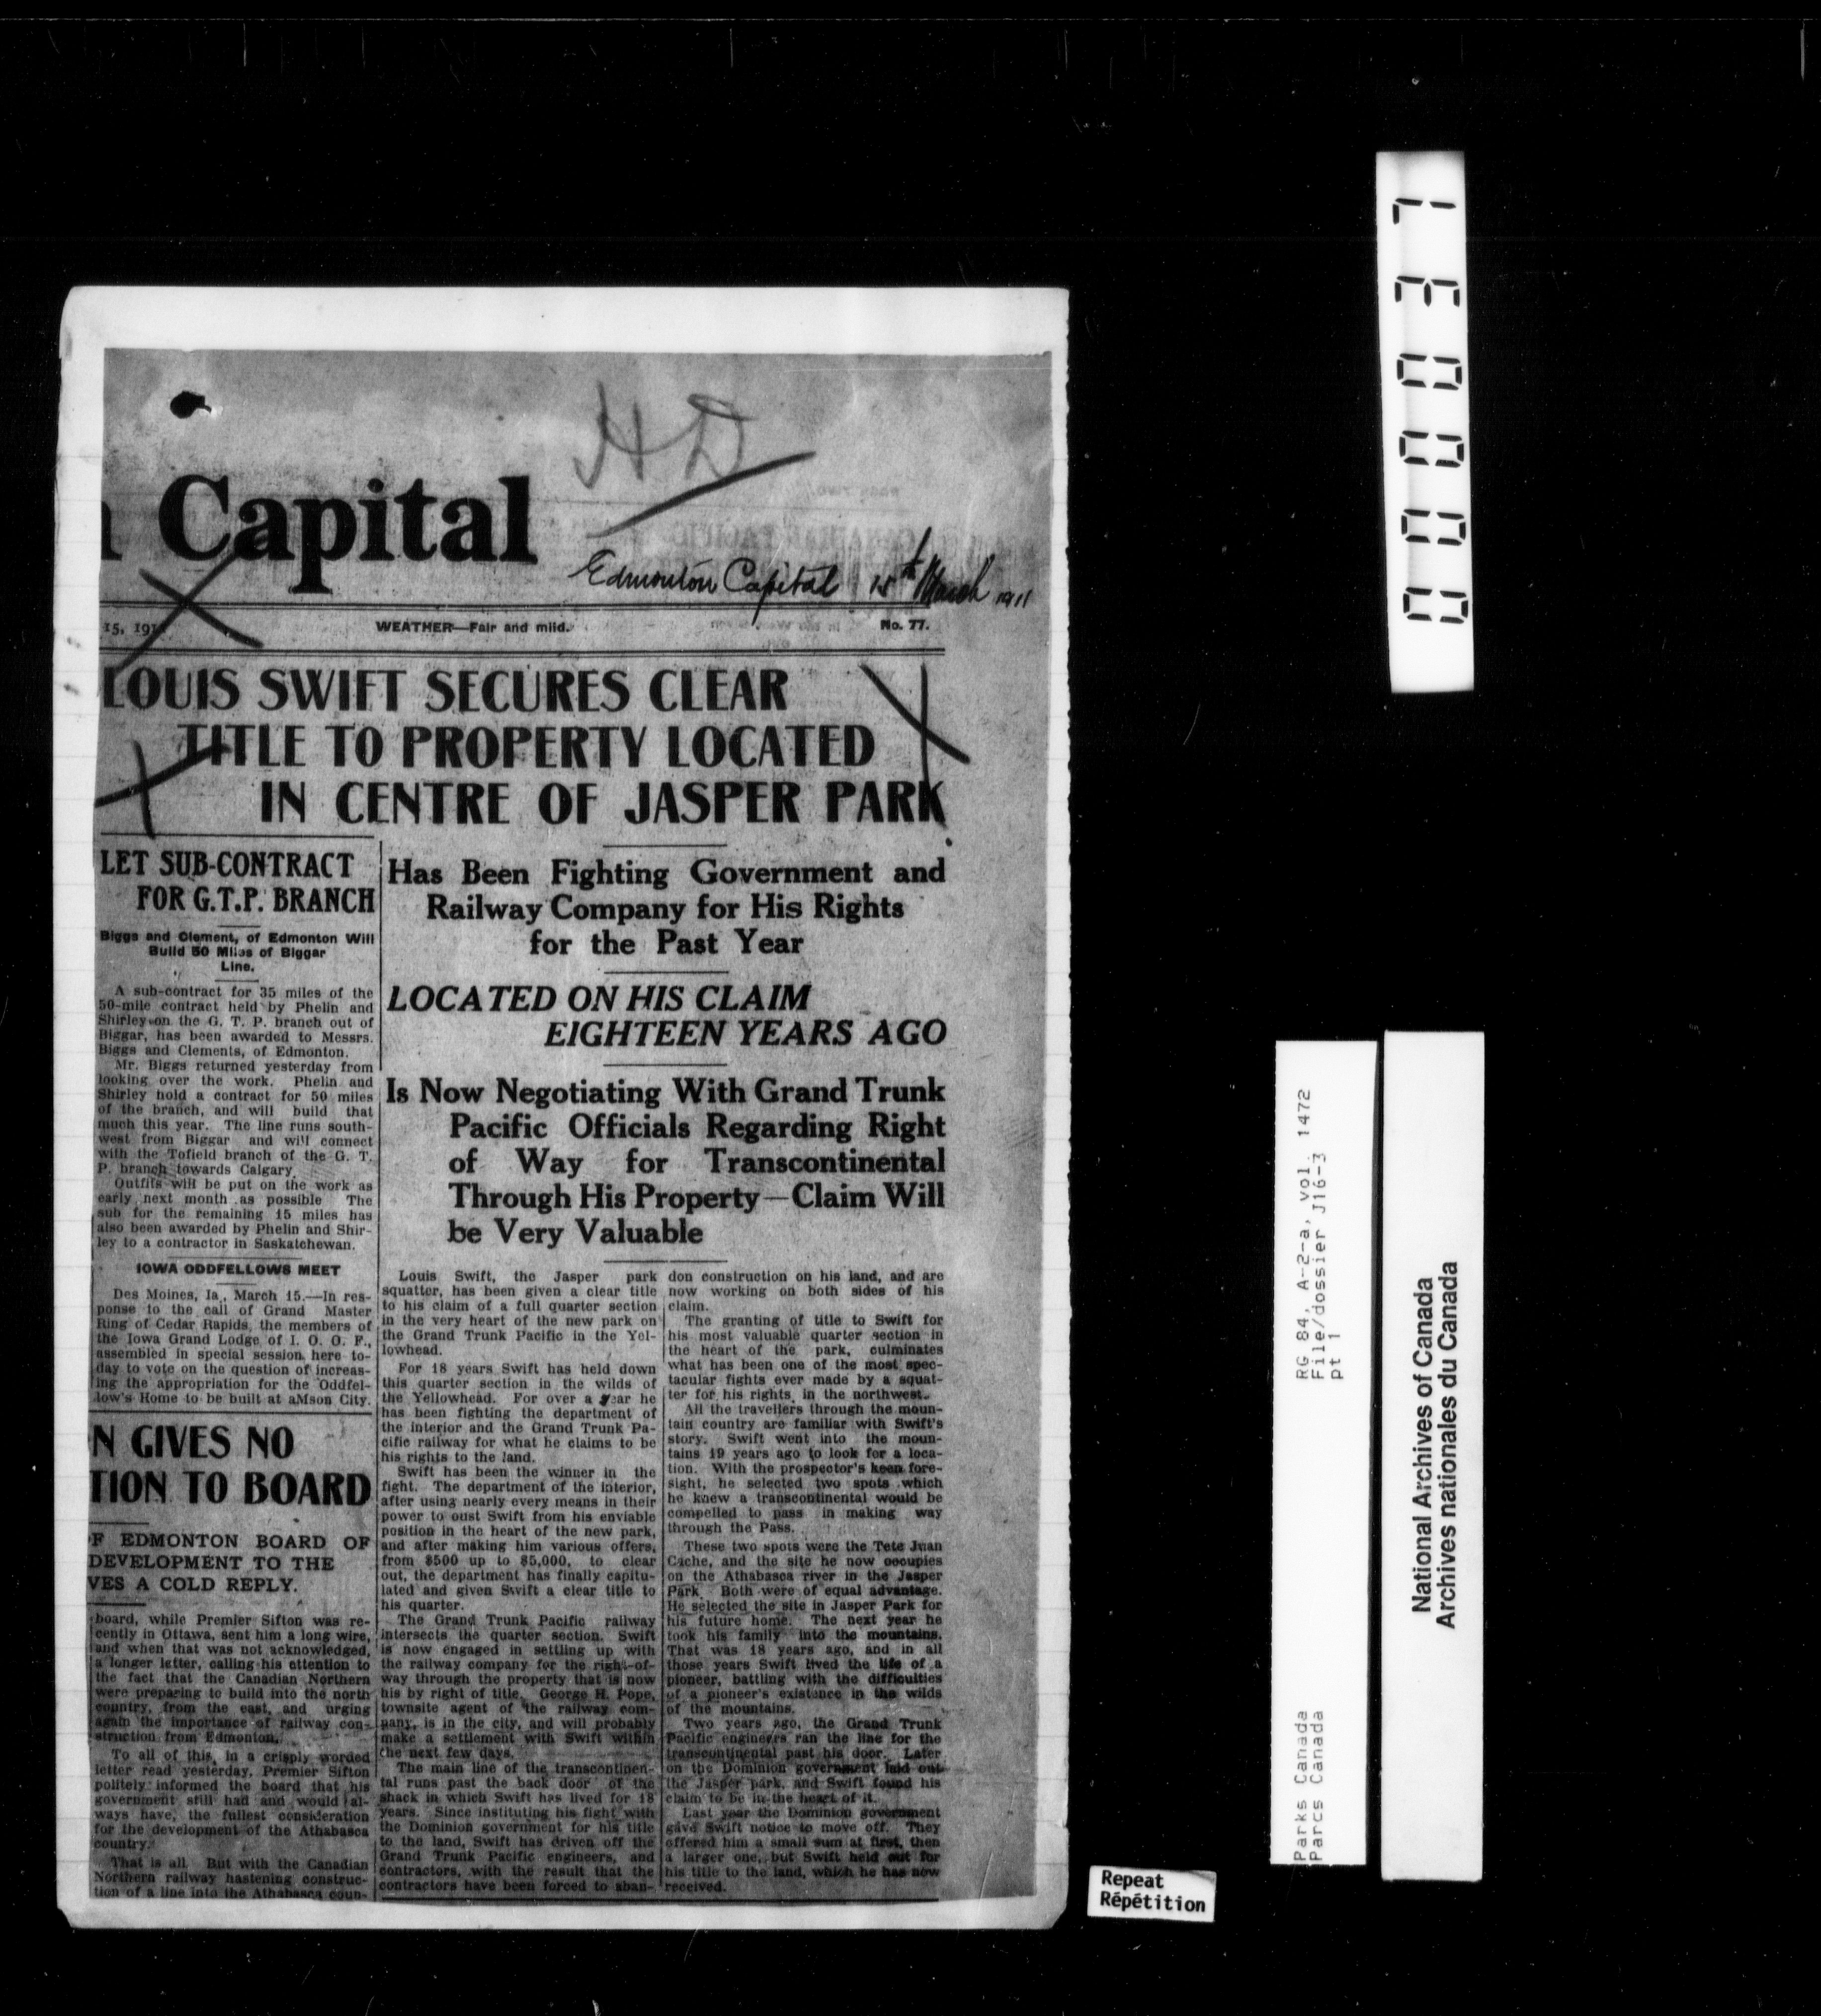 HD
Capital
Edmonton Capital 15th March 1911
15, 191
WEATHER—Fair and mild.
No. 77.
LOUIS SWIFT SECURES CLEAR
TITLE TO PROPERTY LOCATED
IN CENTRE OF JASPER PARK
LET SUB-CONTRACT
FOR G.T.P. BRANCH
Biggs and Clement, of Edmonton Will
Build 50 Miles of Biggar
Line.
A sub-contract for 35 miles of the
50-mile contract held by Phelin and
Shirley on the G. T. P. branch out of
Biggar, has been awarded to Messrs.
Biggs and Clements, of Edmonton.
Mr. Biggs returned yesterday from
looking over the work. Phelin and
Shirley hold a contract for 50 miles
of the branch, and will build that
much this year. The line runs south-
west from Biggar and will connect
with the Tofield branch of the G. T.
P. branch towards Calgary.
Outfits will be put on the work as
early next month as possible The
sub for the remaining 15 miles has
also been awarded by Phelin and Shir-
ley to a contractor in Saskatchewan.
IOWA ODDFELLOWS MEET
Des Moines, Ia., March 15.—In res-
ponse to the call of Grand Master
Ring of Cedar Rapids, the members of
the Iowa Grand Lodge of I. O. O. F.,
assembled in special session here to-
day to vote on the question of increas-
ing the appropriation for the Oddfel-
low's Home to be built at aMson City.
N GIVES NO
TION TO BOARD
F EDMONTON BOARD OF
DEVELOPMENT TO THE
VES A COLD REPLY.
board, while Premier Sifton was re-
cently in Ottawa, sent him a long wire,
and when that was not acknowledged,
a longer letter, calling his attention to
the fact that the Canadian Northern
were preparing to build into the north
country, from the east, and urging
again the importance of railway con-
struction from Edmonton.
To all of this, in a crisply worded
letter read yesterday, Premier Sifton
politely informed the board that his
government still had and would al-
ways have, the fullest consideration
for the development of the Athabasca
country.
That is all But with the Canadian
Northern railway hastening construc-
tion of a line into the Athabasca coun-
Has Been Fighting Government and
Railway Company for His Rights
for the Past Year
LOCATED ON HIS CLAIM
EIGHTEEN YEARS AGO
Is Now Negotiating With Grand Trunk
Pacific Officials Regarding Right
of Way for Transcontinental
Through His Property—Claim Will
be Very Valuable
Louis Swift, the Jasper park
squatter, has been given a clear title
to his claim of a full quarter section
in the very heart of the new park on
the Grand Trunk Pacific in the Yel-
lowhead.
For 18 years Swift has held down
this quarter section in the wilds of
the Yellowhead. For over a year he
has been fighting the department of
the interior and the Grand Trunk Pa-
cific railway for what he claims to be
his rights to the land.
Swift has been the winner in the
fight. The department of the interior,
after using nearly every means in their
power to oust Swift from his enviable
position in the heart of the new park,
and after making him various offers,
from $500 up to $5,000, to clear
out, the department has finally capitu-
lated and given Swift a clear title to
his quarter.
The Grand Trunk Pacific railway
intersects the quarter section. Swift
is now engaged in settling up with
the railway company for the right-of-
way through the property that is now
his by right of title. George H. Pope,
townsite agent of the railway com-
pany, is in the city, and will probably
make a settlement with Swift within
the next few days.
The main line of the transcontinen-
tal runs past the back door of the
shack in which Swift has lived for 18
years. Since instituting his fight with
the Dominion government for his title
to the land, Swift has driven off the
Grand Trunk Pacific engineers, and
contractors, with the result that the
contractors have been forced to aban-
don construction on his land, and are
now working on both sides of his
claim.
The granting of title to Swift for
his most valuable quarter section in
the heart of the park, culminates
what has been one of the most spec-
tacular fights ever made by a squat-
ter for his rights in the northwest.
All the travellers through the moun-
tain country are familiar with Swift's
story. Swift went into the moun-
tains 19 years ago to look for a loca-
tion. With the prospector's keen fore-
sight, he selected two spots which
he knew a transcontinental would be
compelled to pass in making way
through the Pass.
These two spots were the Tete Juan
Cache, and the site he now occupies
on the Athabasca river in the Jasper
Park Both were of equal advantage.
He selected the site in Jasper Park for
his future home. The next year he
took his family into the mountains.
That was 18 years ago, and in all
those years Swift lived the life of a
pioneer, battling with the difficulties
of a pioneer's existence in the wilds
of the mountains.
Two years ago, the Grand Trunk
Pacific engineers ran the line for the
transcontinental past his door. Later
on the Dominion government laid out
the Jasper park, and Swift found his
claim to be in the heart of it.
Last year the Dominion government
gave Swift notice to move off. They
offered him a small sum at first, then
a larger one, but Swift held out for
his title to the land, which he has now
received.
Repeat
Répétition
00037
RG 84, A-2-a, vol. 1472
File/dossier J16-3
pt 1
Parks Canada
Parcs Canada
National Archives of Canada
Archives nationales du Canada